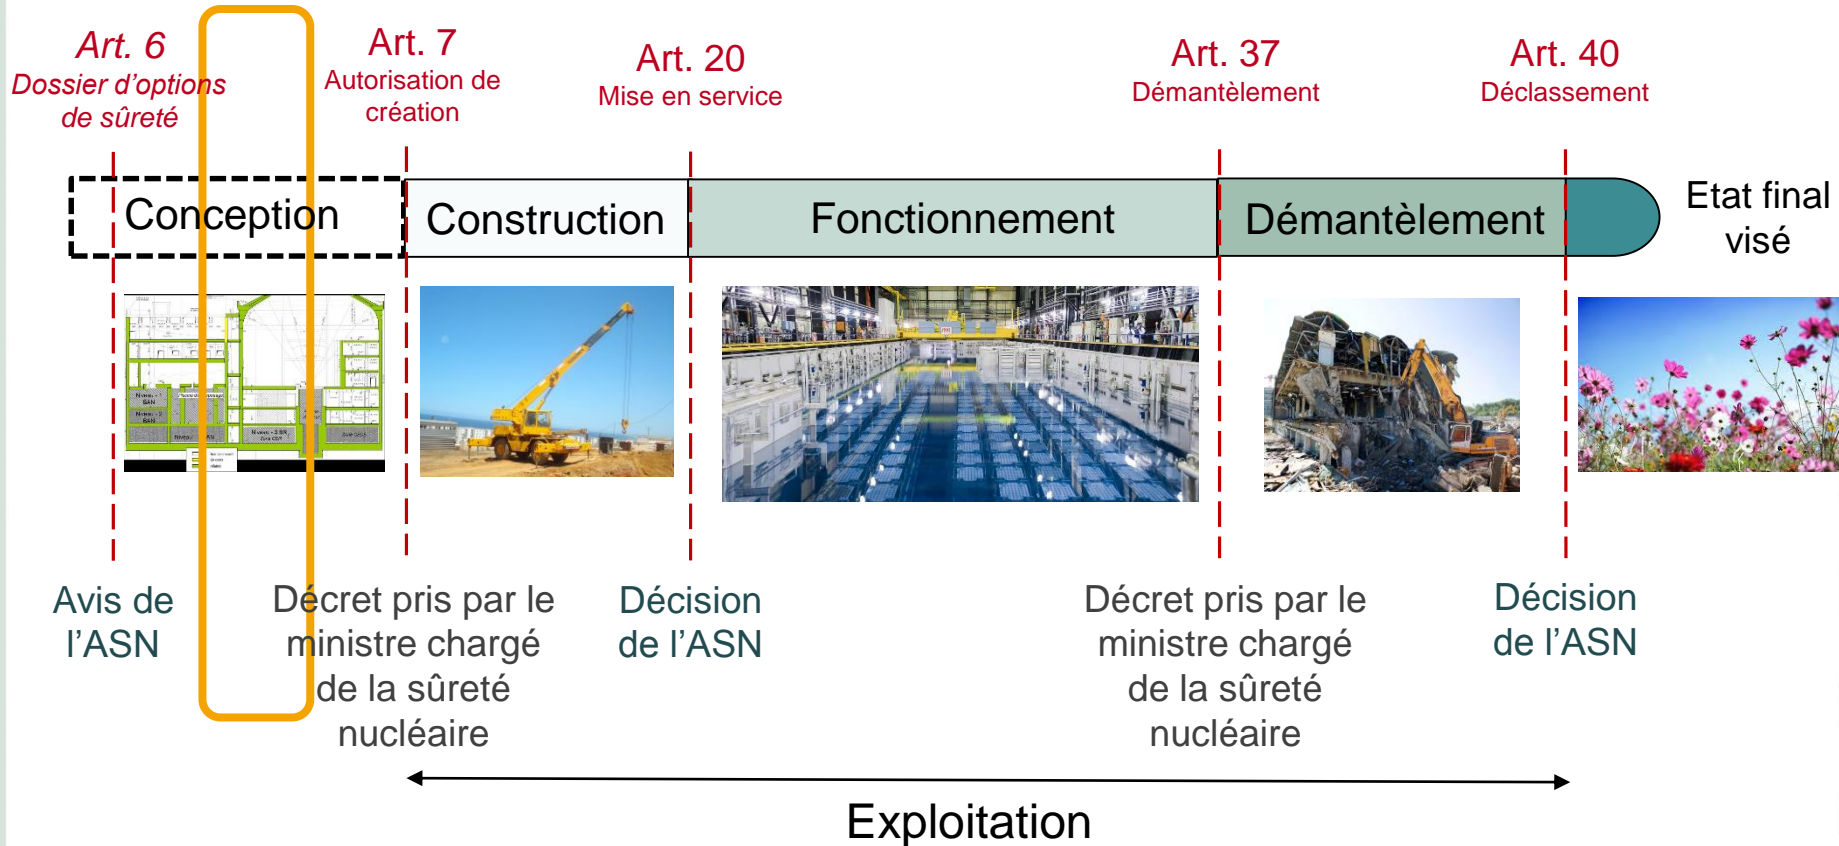 Art. 6
Dossier d'options
de sûreté
Art. 7
Autorisation de
création
Art. 20
Mise en service
Art. 37
Démantèlement
Art. 40
Déclassement
Conception
Construction
Fonctionnement
Démantèlement
Etat final
visé
Avis de
l'ASN
Décret pris par le
ministre chargé
de la sûreté
nucléaire
Décision
de l'ASN
Décret pris par le
ministre chargé
de la sûreté
nucléaire
Décision
de l'ASN
Exploitation